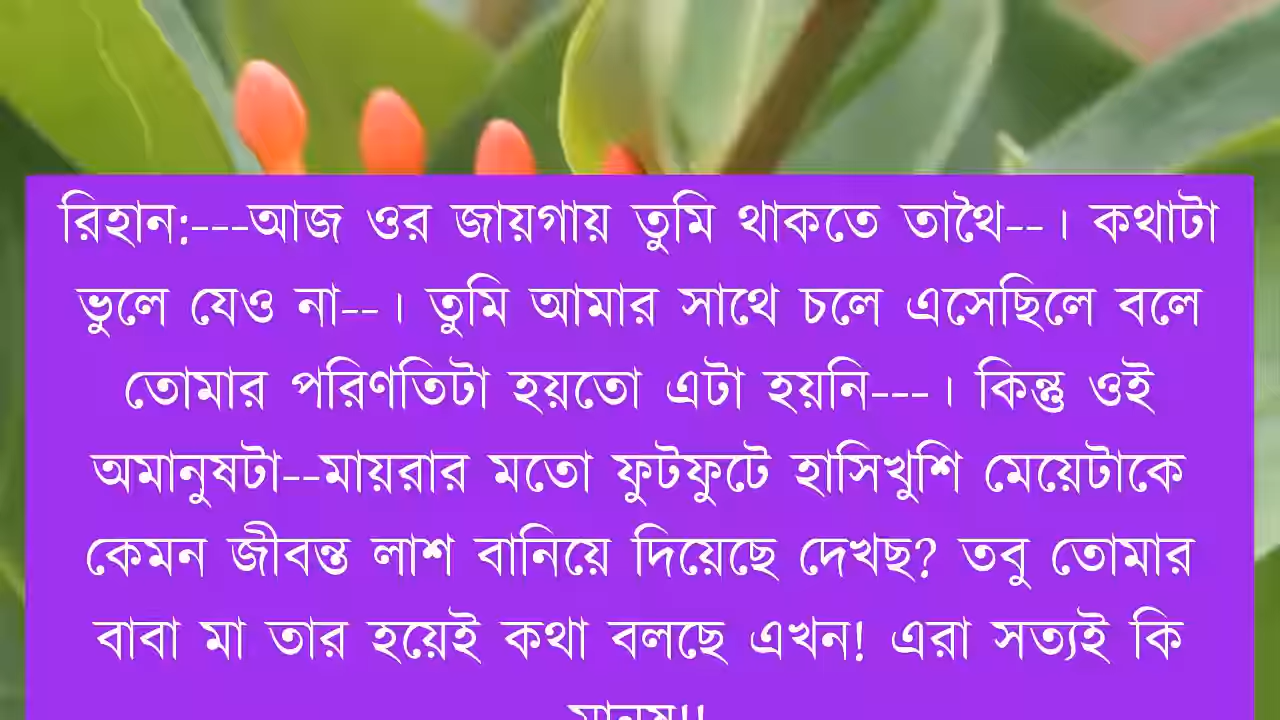 রিহান:---আজ ওর জায়গায় তুমি থাকতে তাথৈ--। কথাটা
ভুলে যেও না--। তুমি আমার সাথে চলে এসেছিলে বলে
তোমার পরিণতিটা হয়তো এটা হয়নি---। কিন্তু ওই
অমানুষটা--মায়রার মতো ফুটফুটে হাসিখুশি মেয়েটাকে
কেমন জীবন্ত লাশ বানিয়ে দিয়েছে দেখছ? তবু তোমার
বাবা মা তার হয়েই কথা বলছে এখন! এরা সত্যই কি